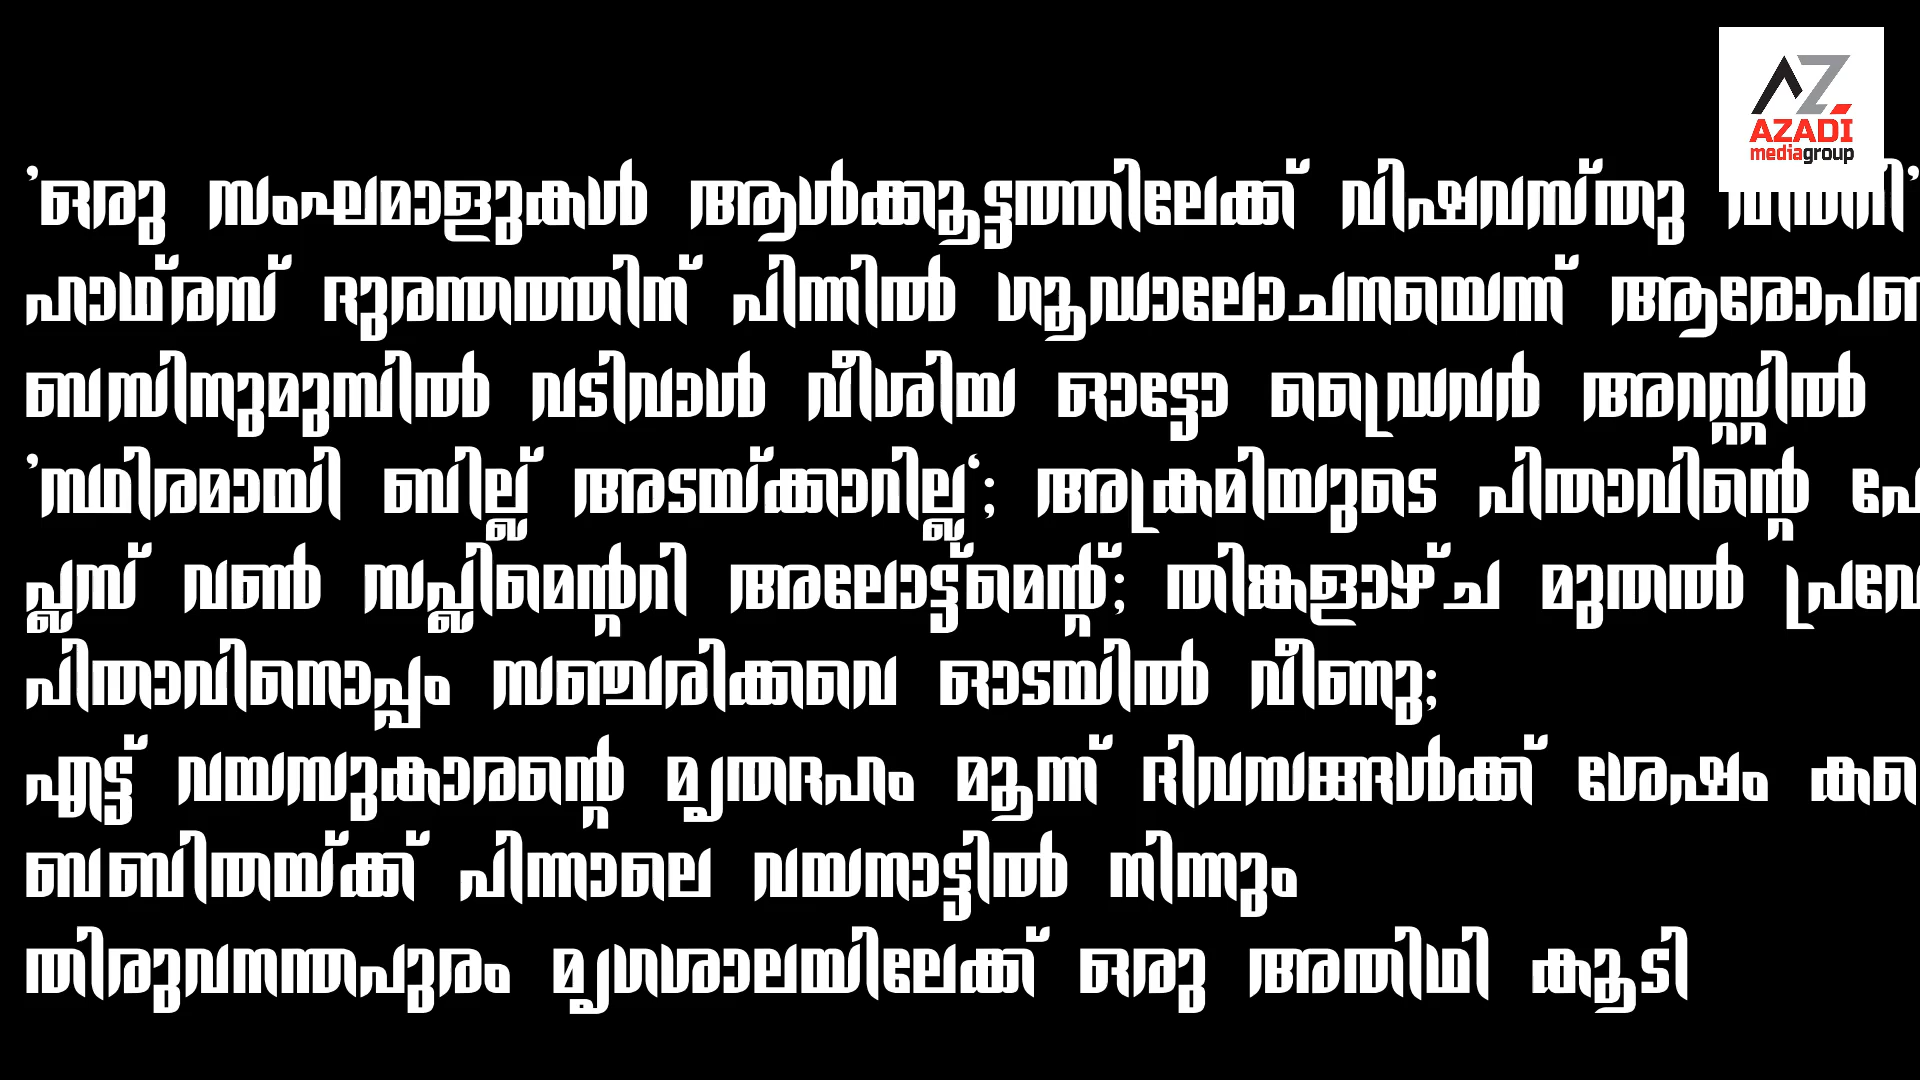 AZ
AZADI
mediagroup
'ഒരു സംഘമാളുകൾ ആൾക്കൂട്ടത്തിലേക്ക് വിഷവസ്തു
ഹാഥ്രസ് ദുരന്തത്തിന് പിന്നിൽ ഗൂഡാലോചനയെന്ന്
ബസിനുമുമ്പിൽ വടിവാൾ വീശിയ ഓട്ടോ ഡ്രൈവർ അറസ്റ്റിൽ
'സ്ഥിരമായി ബില്ല് അടയ്ക്കാറില്ല‘; അക്രമിയുടെ പിതാവിന്റെ
പ്ലസ് വൺ സപ്ലിമെന്ററി അലോട്ട്മെന്റ്; തിങ്കളാഴ്ച മുതൽ
പിതാവിനൊപ്പം സഞ്ചരിക്കവെ ഓടയിൽ വീണു;
എട്ട് വയസുകാരന്റെ മൃതദഹം മൂന്ന് ദിവസങ്ങൾക്ക് ശേഷം
ബബിതയ്ക്ക് പിന്നാലെ വയനാട്ടിൽ നിന്നും
തിരുവനന്തപുരം മൃഗശാലയിലേക്ക് ഒരു അതിഥി കൂടി